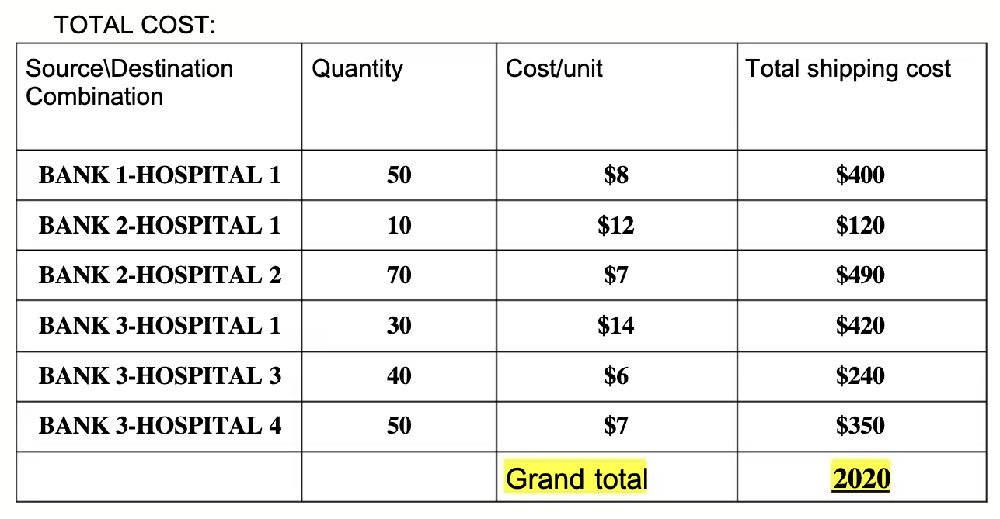 TOTAL COST:
Source\Destination Combination Quantity Cost/unit Total shipping cost
BANK 1-HOSPITAL 1 50 $8 $400
BANK 2-HOSPITAL 1 10 $12 $120
BANK 2-HOSPITAL 2 70 $7 $490
BANK 3-HOSPITAL 1 30 $14 $420
BANK 3-HOSPITAL 3 40 $6 $240
BANK 3-HOSPITAL 4 50 $7 $350
Grand total 2020